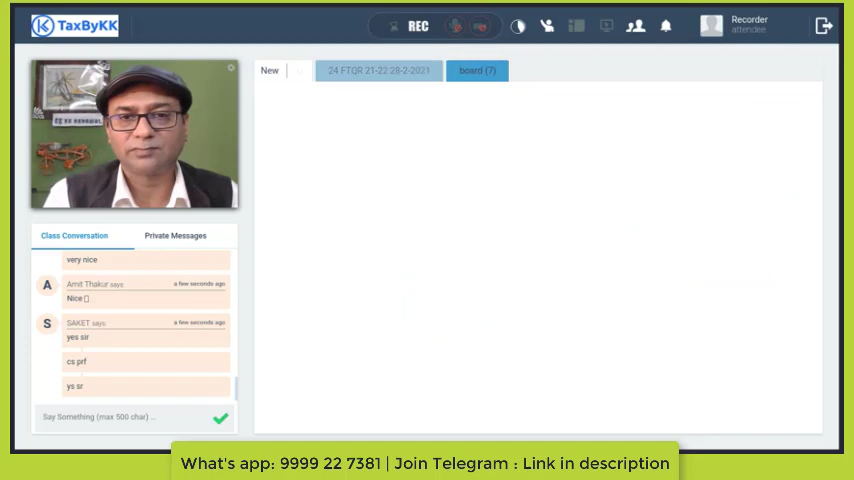 TaxByKK
REC
Recorder
attendee
New
24 FTQR 21-22 28-2-2021
board (7)
Class Conversation
Private Messages
very nice
A
Amit Thakur says:
a few seconds ago
Nice
S
SAKET says:
a few seconds ago
yes sir
cs prf
ys sr
Say Something (max 500 char) ...
What's app: 9999 22 7381 | Join Telegram : Link in description